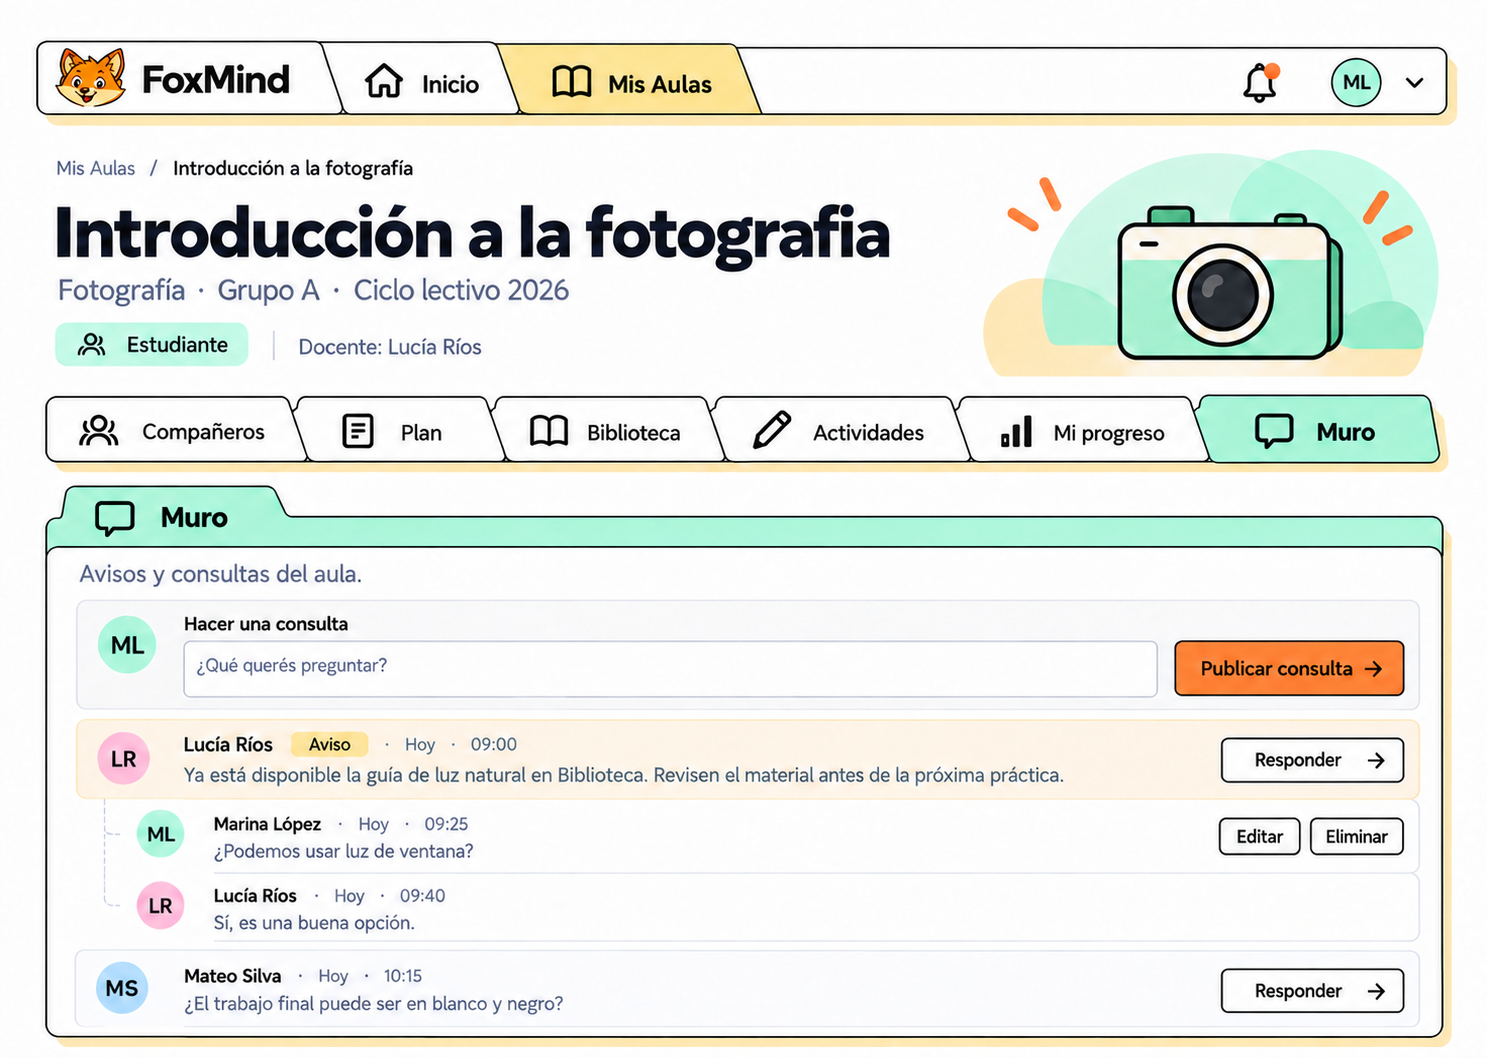 FoxMind Inicio Mis Aulas ML
Mis Aulas / Introducción a la fotografía
Introducción a la fotografia
Fotografía · Grupo A · Ciclo lectivo 2026
Estudiante Docente: Lucía Ríos
Compañeros Plan Biblioteca Actividades Mi progreso Muro
Muro
Avisos y consultas del aula.
ML Hacer una consulta
¿Qué querés preguntar? Publicar consulta →
LR Lucía Ríos Aviso · Hoy · 09:00
Ya está disponible la guía de luz natural en Biblioteca. Revisen el material antes de la próxima práctica.
Responder →
ML Marina López · Hoy · 09:25
¿Podemos usar luz de ventana?
Editar Eliminar
LR Lucía Ríos · Hoy · 09:40
Sí, es una buena opción.
MS Mateo Silva · Hoy · 10:15
¿El trabajo final puede ser en blanco y negro?
Responder →